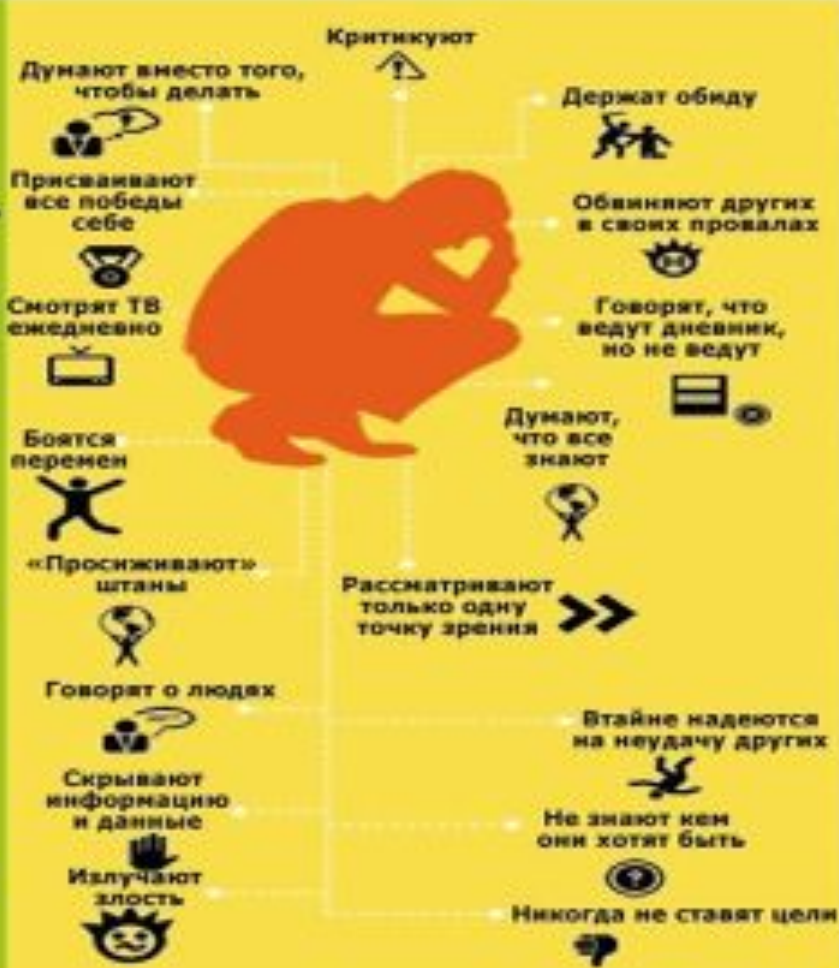 Критикуют
Думают вместо того,
чтобы делать
Держат обиду
Присваивают
все победы
себе
Обвиняют других
в своих провалах
Смотрят ТВ
ежедневно
Говорят, что
ведут дневник,
но не ведут
Думают,
что все
знают
Боятся
перемен
«Просиживают»
штаны
Рассматривают
только одну
точку зрения
Говорят о людях
Втайне надеются
на неудачу других
Скрывают
информацию
и данные
Не знают кем
они хотят быть
Излучают
злость
Никогда не ставят цели